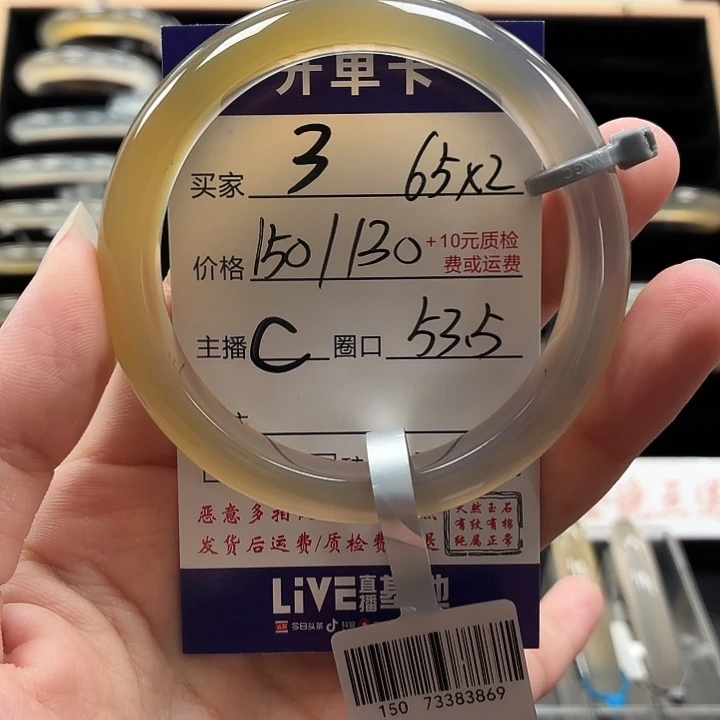 开单卡
买家 3 65x2
价格 150/130 +10元质检
费或运费
主播 C 圈口 53.5
恶意多拍
天然玉石
发货后运费/质检费 退
有纹有棉
纯属正常
LiVE直播基地
今日头条 抖音
150 73383869